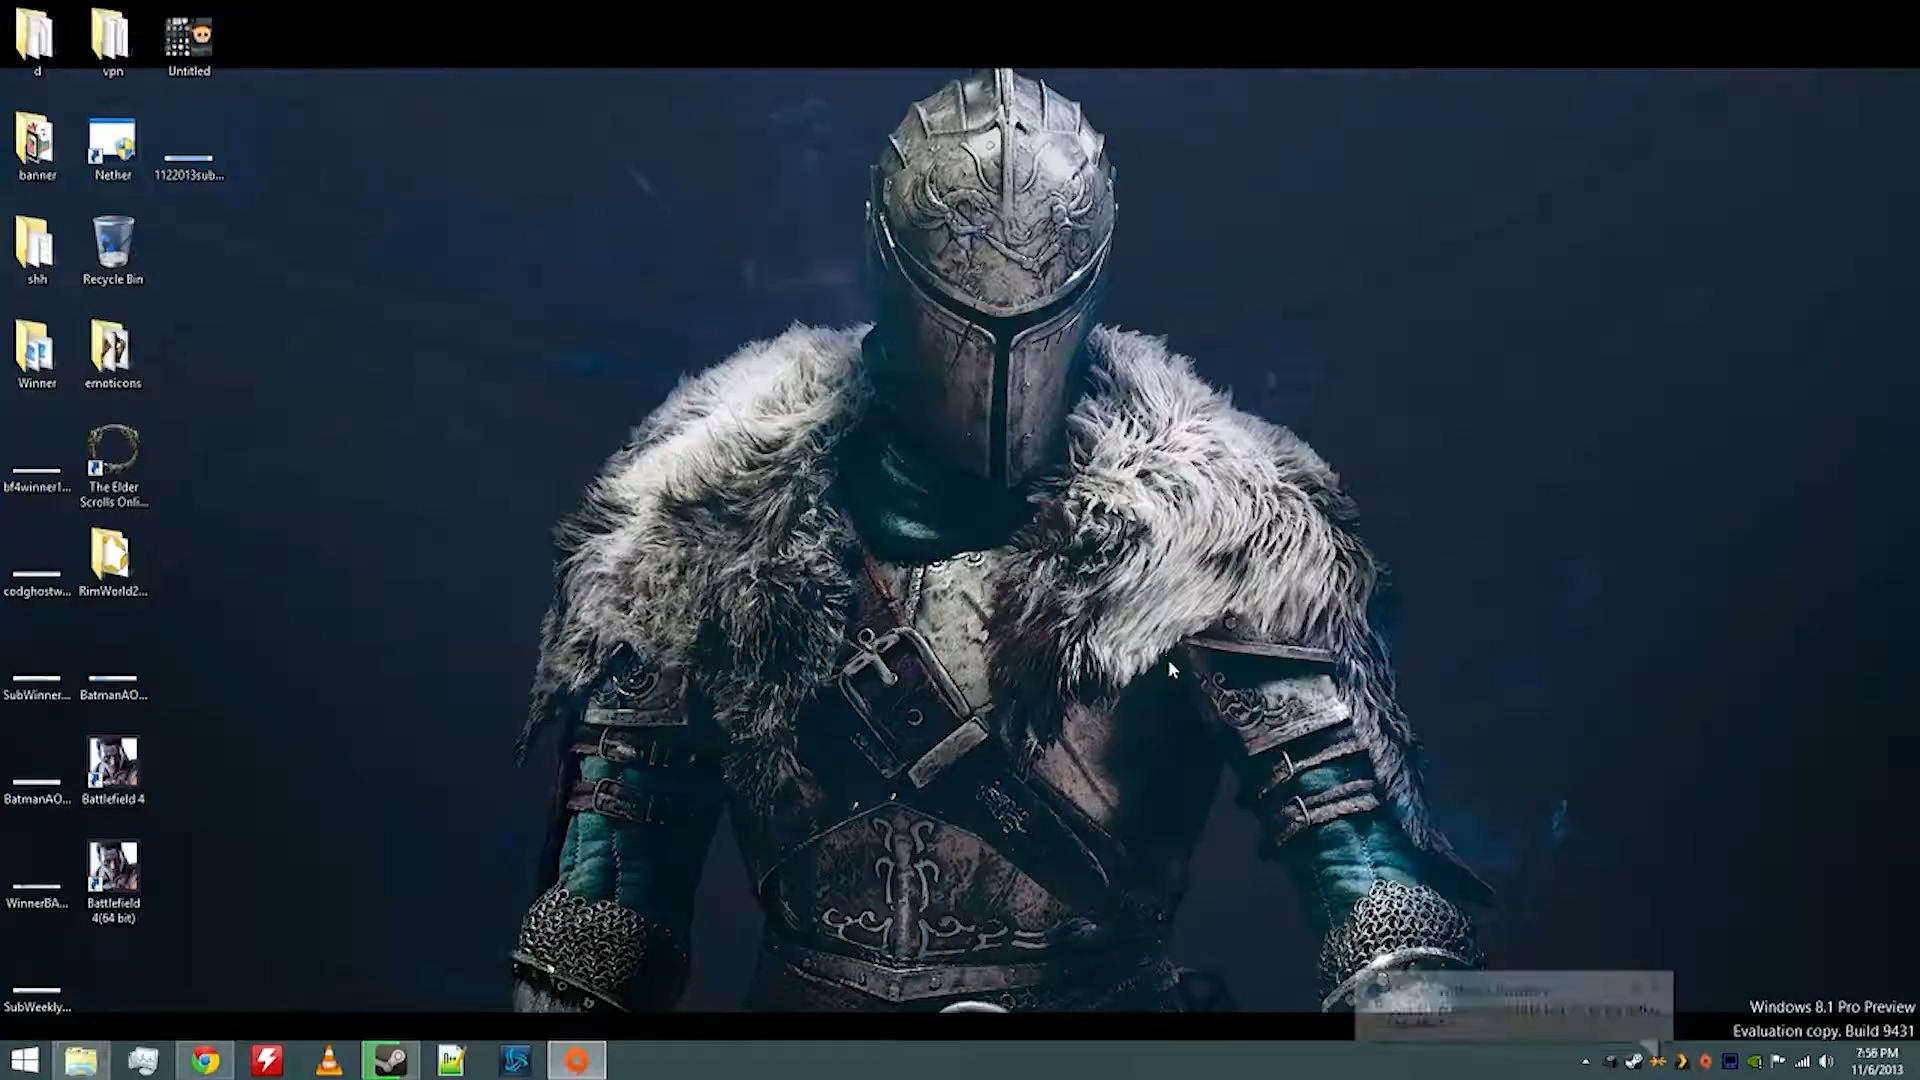 d
vpn
Untitled
banner
Nether
1122013sub...
shh
Recycle Bin
Winner
emoticons
bf4winner1...
The Elder
Scrolls Onli...
codghostw...
RimWorld2...
SubWinner...
BatmanAO...
BatmanAO...
Battlefield 4
WinnerBA...
Battlefield
4(64 bit)
SubWeekly...
Windows 8.1 Pro Preview
Evaluation copy. Build 9431
7:56 PM
11/6/2013